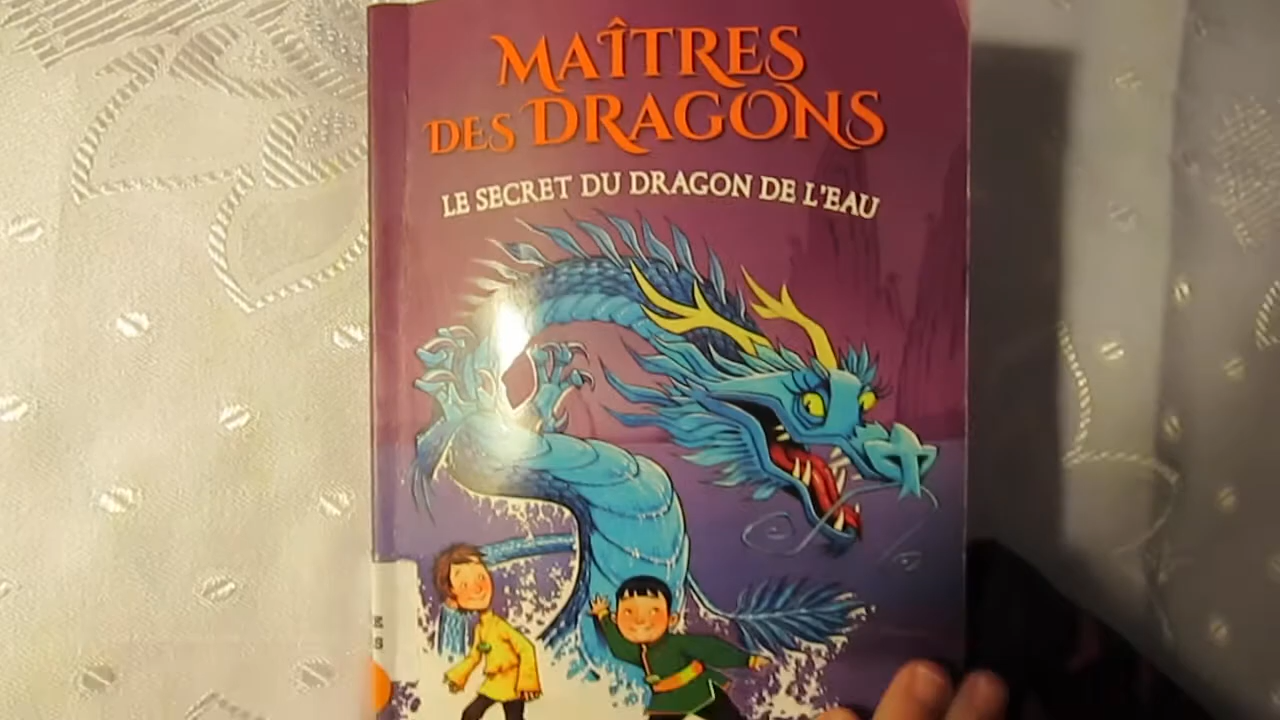 MAÎTRES
DES DRAGONS
LE SECRET DU DRAGON DE L'EAU
E
S